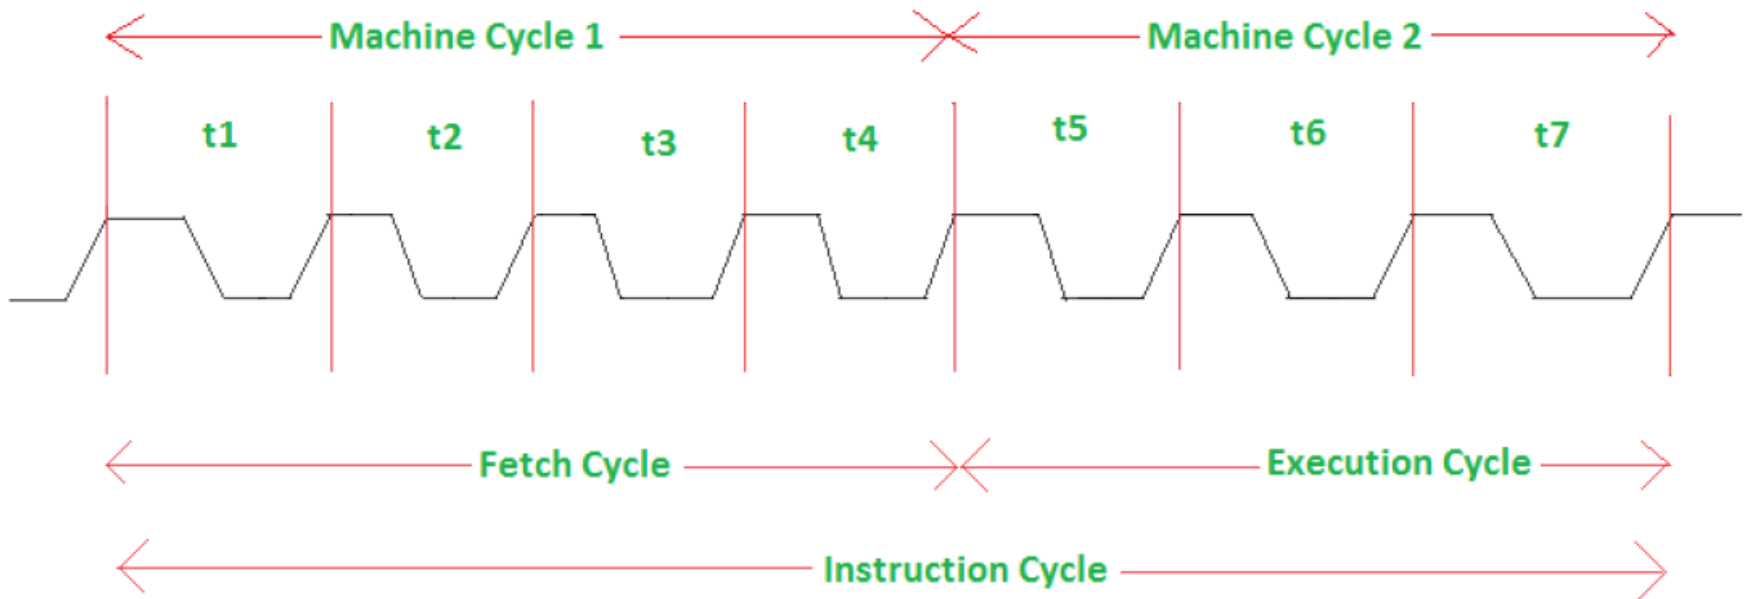 Machine Cycle 1 Machine Cycle 2
t1 t2 t3 t4 t5 t6 t7
Fetch Cycle Execution Cycle
Instruction Cycle